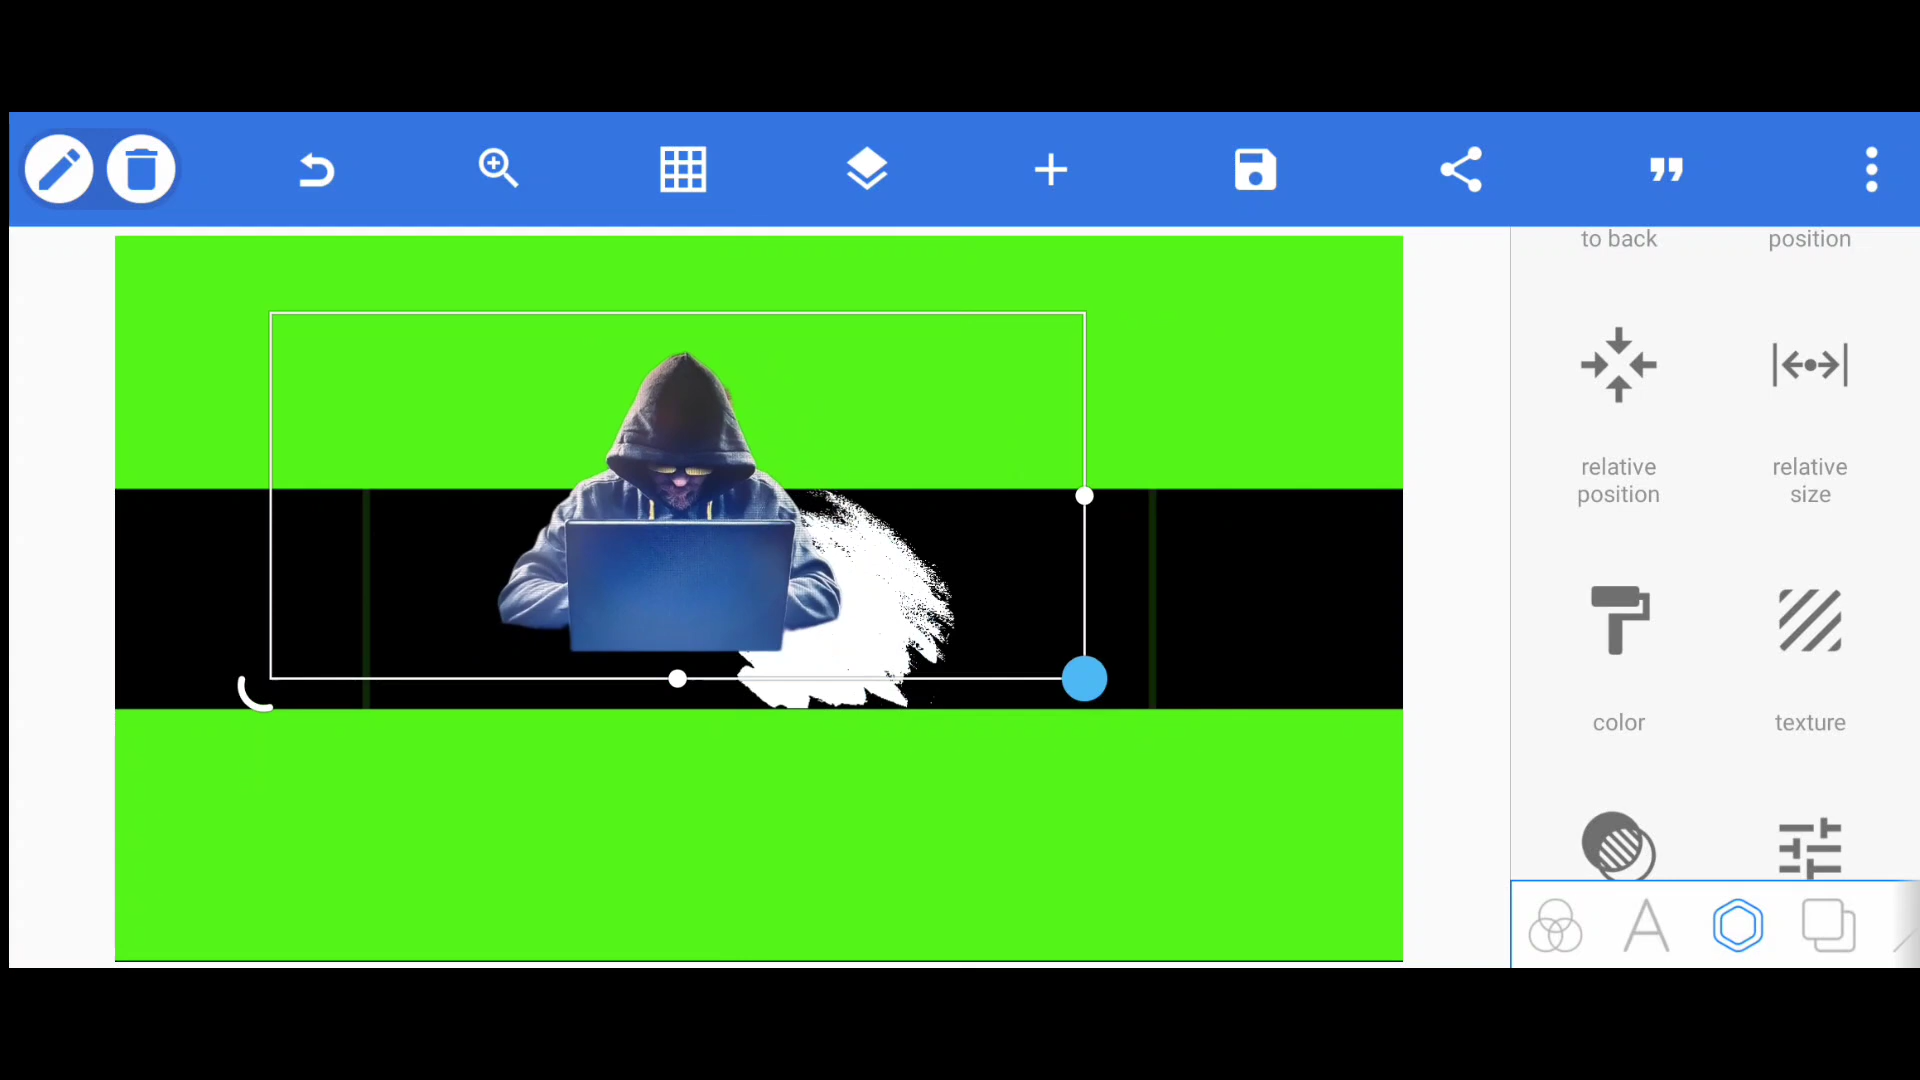 to back
position
relative
position
relative
size
color
texture